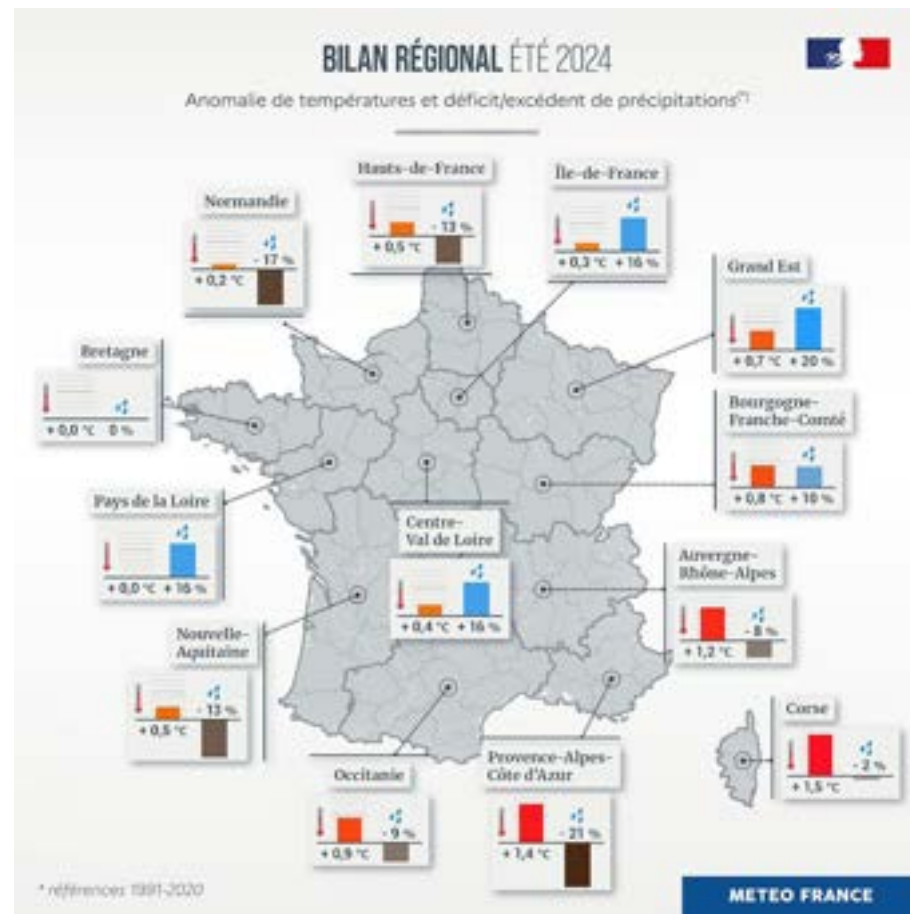 BILAN RÉGIONAL ÉTÉ 2024
Anomalie de températures et déficit/excédent de précipitations(*)
Hauts-de-France
+ 0,5 °C - 13 %
Île-de-France
+ 0,3 °C + 16 %
Normandie
+ 0,2 °C - 17 %
Grand Est
+ 0,7 °C + 20 %
Bretagne
+ 0,0 °C 0 %
Bourgogne-
Franche-Comté
+ 0,8 °C + 10 %
Pays de la Loire
+ 0,0 °C + 16 %
Centre-
Val de Loire
+ 0,4 °C + 16 %
Auvergne-
Rhône-Alpes
+ 1,2 °C - 8 %
Nouvelle-
Aquitaine
+ 0,5 °C - 13 %
Corse
+ 1,5 °C - 2 %
Occitanie
+ 0,9 °C - 9 %
Provence-Alpes-
Côte d'Azur
+ 1,4 °C - 21 %
* références 1991-2020
METEO FRANCE